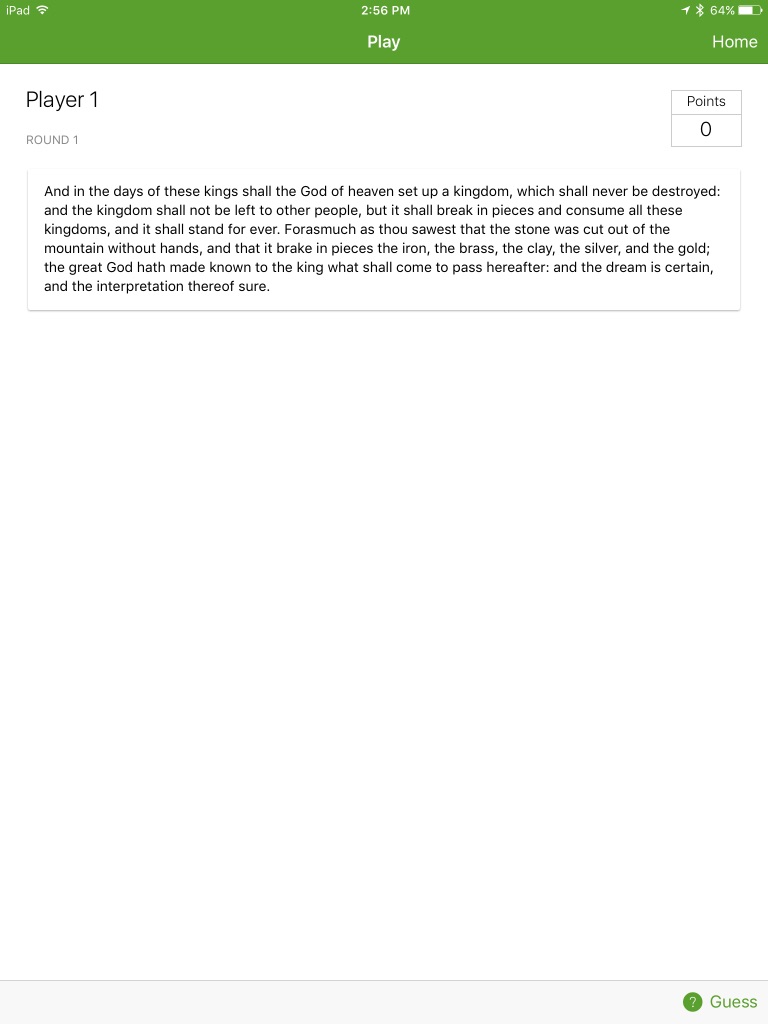 iPad
2:56 PM
64%
Play
Home
Player 1
Points
0
ROUND 1
And in the days of these kings shall the God of heaven set up a kingdom, which shall never be destroyed:
and the kingdom shall not be left to other people, but it shall break in pieces and consume all these
kingdoms, and it shall stand for ever. Forasmuch as thou sawest that the stone was cut out of the
mountain without hands, and that it brake in pieces the iron, the brass, the clay, the silver, and the gold;
the great God hath made known to the king what shall come to pass hereafter: and the dream is certain,
and the interpretation thereof sure.
? Guess